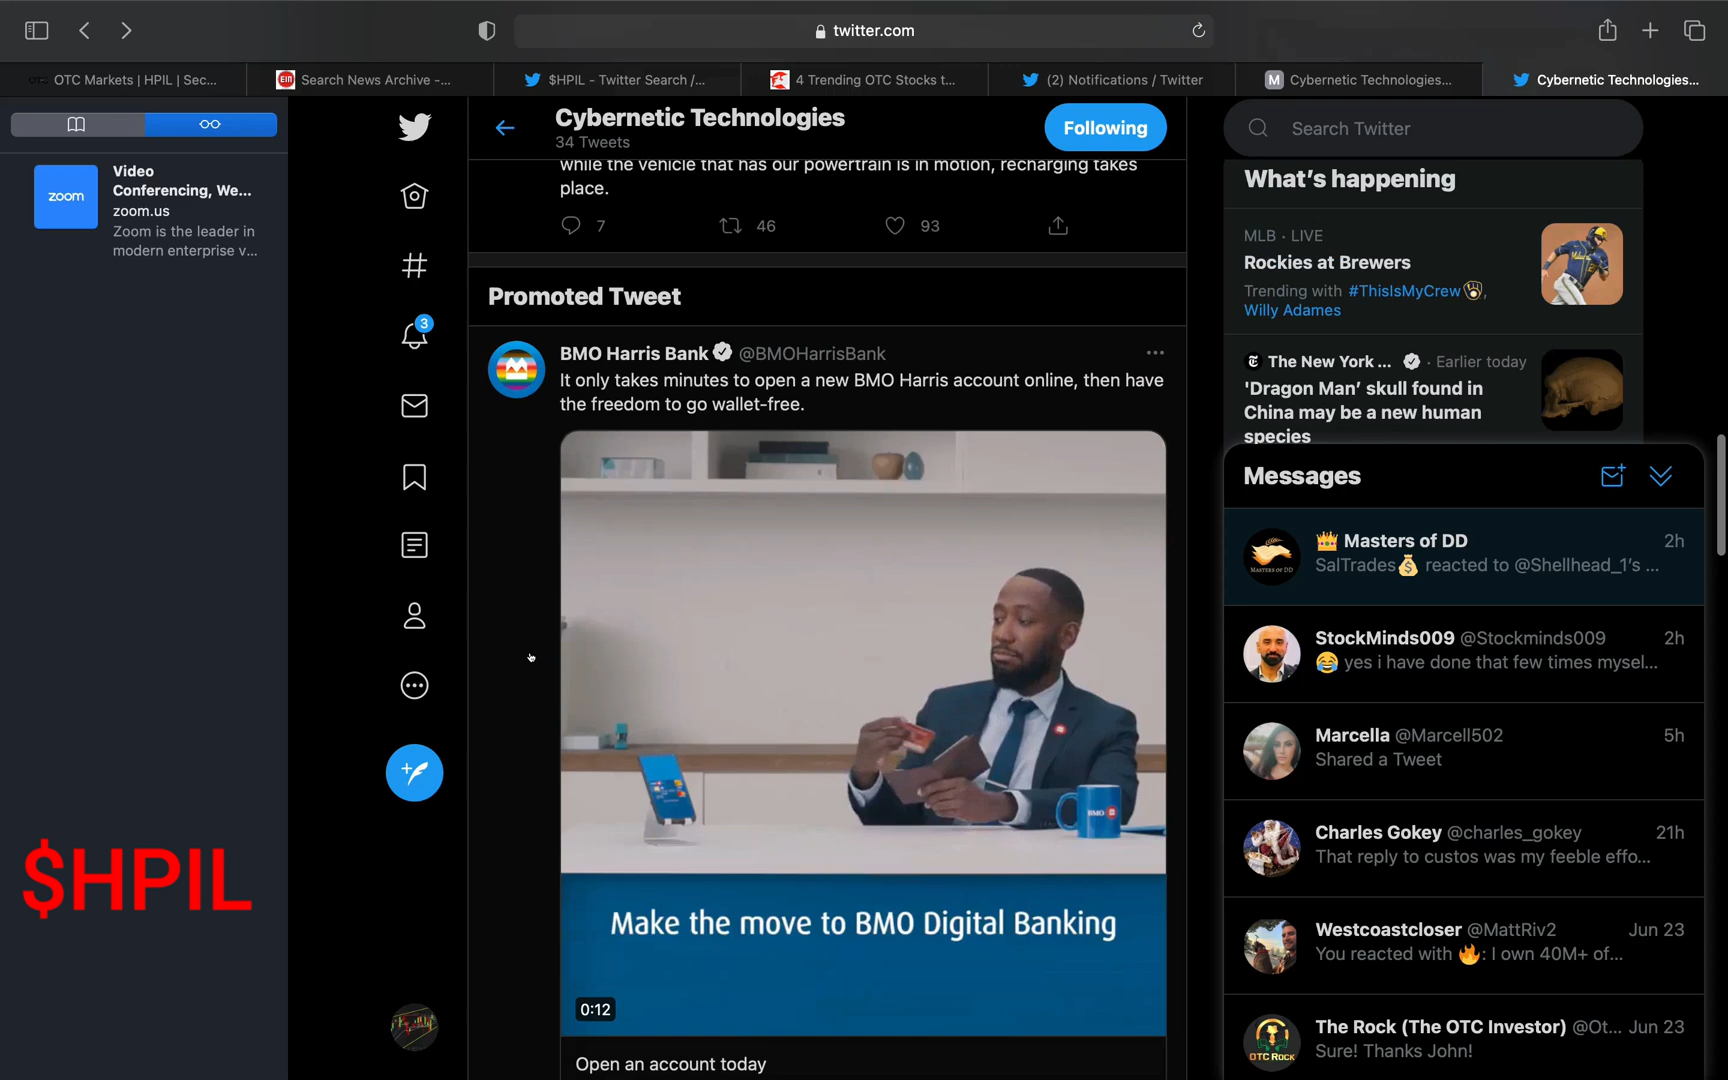 twitter.com
OTC Markets | HPIL | Sec...
Search News Archive -...
$HPIL - Twitter Search /...
4 Trending OTC Stocks t...
(2) Notifications / Twitter
Cybernetic Technologies...
Cybernetic Technologies...
zoom
Video
Conferencing, We...
zoom.us
Zoom is the leader in
modern enterprise v...
$HPIL
3
Cybernetic Technologies
34 Tweets
Following
while the vehicle that has our powertrain is in motion, recharging takes
place.
7 46 93
Promoted Tweet
BMO Harris Bank @BMOHarrisBank
It only takes minutes to open a new BMO Harris account online, then have
the freedom to go wallet-free.
BMO
Make the move to BMO Digital Banking
0:12
Open an account today
Search Twitter
What's happening
MLB · LIVE
Rockies at Brewers
Trending with #ThisIsMyCrew,
Willy Adames
The New York ... · Earlier today
'Dragon Man' skull found in
China may be a new human
species
Messages
Masters of DD 2h
SalTrades💰 reacted to @Shellhead_1's ...
MASTERS OF DD
StockMinds009 @Stockminds009 2h
😂 yes i have done that few times mysel...
Marcella @Marcell502 5h
Shared a Tweet
Charles Gokey @charles_gokey 21h
That reply to custos was my feeble effo...
Westcoastcloser @MattRiv2 Jun 23
You reacted with 🔥: I own 40M+ of...
The Rock (The OTC Investor) @Ot... Jun 23
Sure! Thanks John!
OTC ROCK